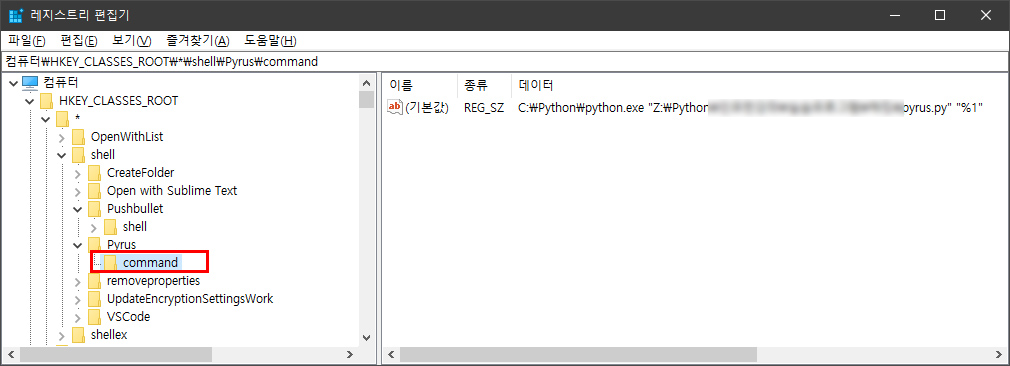 레지스트리 편집기
파일(F) 편집(E) 보기(V) 즐겨찾기(A) 도움말(H)
컴퓨터₩HKEY_CLASSES_ROOT₩*₩shell₩Pyrus₩command
컴퓨터
HKEY_CLASSES_ROOT
*
OpenWithList
shell
CreateFolder
Open with Sublime Text
Pushbullet
shell
Pyrus
command
removeproperties
UpdateEncryptionSettingsWork
VSCode
shellex
이름 종류 데이터
ab (기본값) REG_SZ C:₩Python₩python.exe "Z:₩Python pyrus.py" "%1"